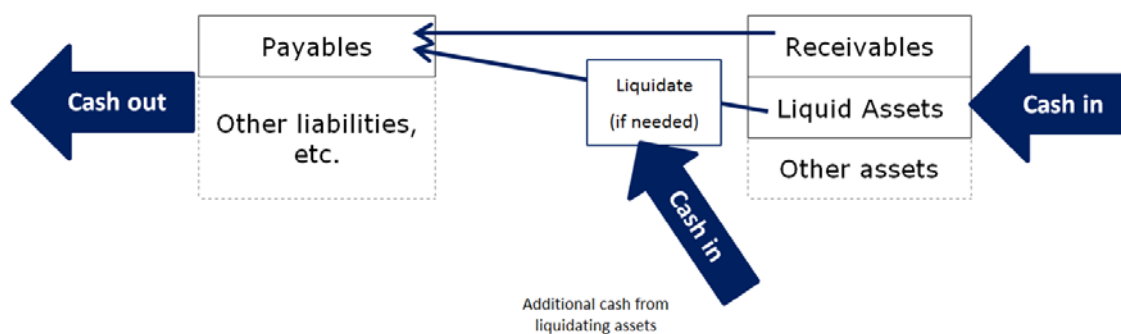 Payables
Receivables
Cash out
Liquidate
(if needed)
Liquid Assets
Cash in
Other liabilities,
etc.
Other assets
Cash in
Additional cash from
liquidating assets